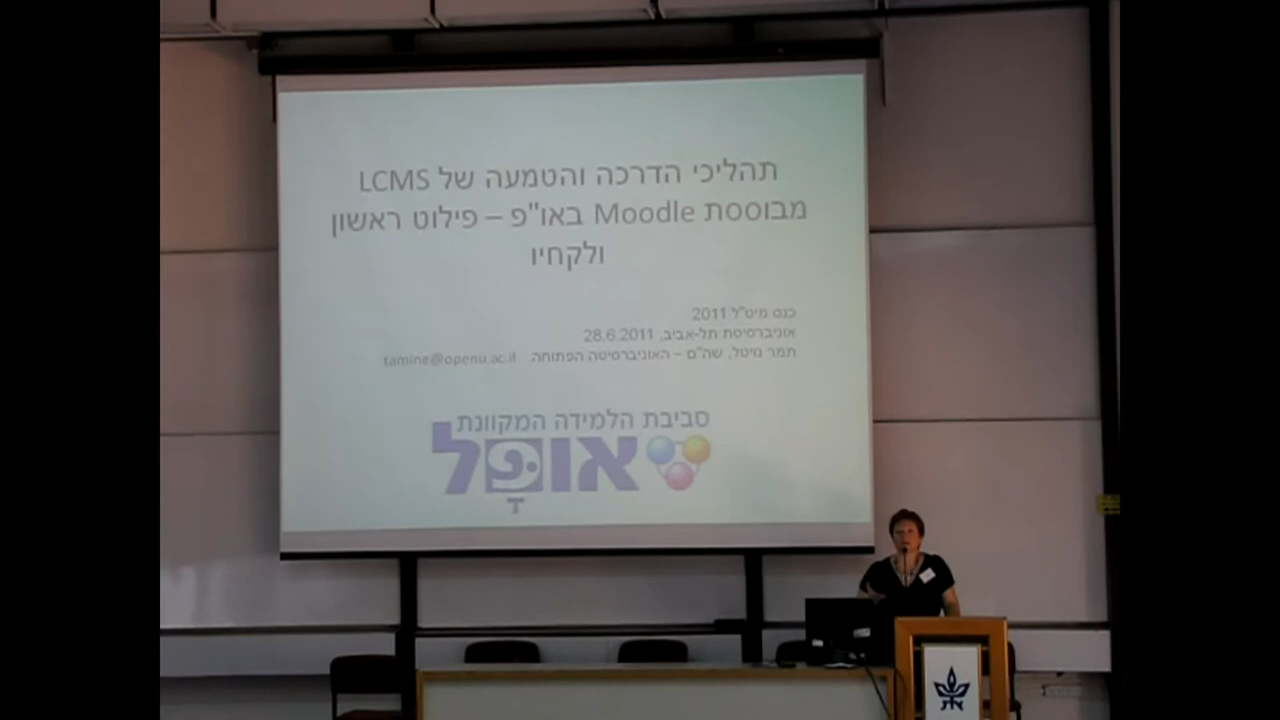 תהליכי הדרכה והטמעה של LCMS
מבוססת Moodle באו"פ – פילוט ראשון
ולקחיו
כנס מיט"ל 2011
אוניברסיטת תל-אביב, 28.6.2011
תמר מיטל, שה"ם – האוניברסיטה הפתוחה. tamine@openu.ac.il
סביבת הלמידה המקוונת
אופָל